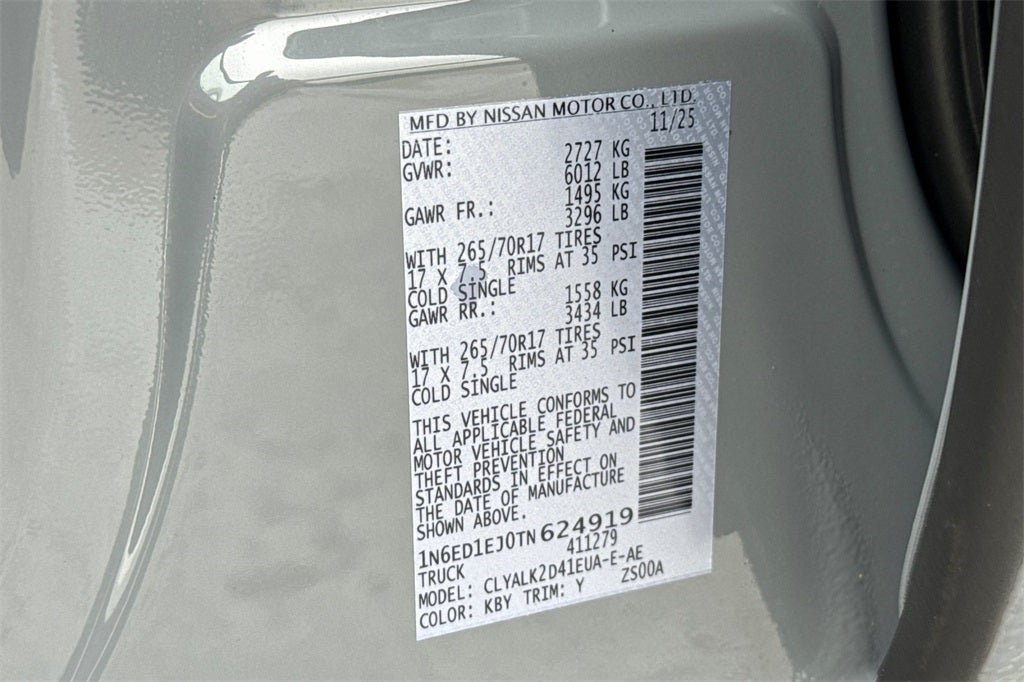 MFD BY NISSAN MOTOR CO., LTD.
DATE: 11/25
GVWR: 2727 KG
6012 LB
GAWR FR.: 1495 KG
3296 LB
WITH 265/70R17 TIRES
17 X 7.5 RIMS AT 35 PSI
COLD SINGLE
GAWR RR.: 1558 KG
3434 LB
WITH 265/70R17 TIRES
17 X 7.5 RIMS AT 35 PSI
COLD SINGLE
THIS VEHICLE CONFORMS TO
ALL APPLICABLE FEDERAL
MOTOR VEHICLE SAFETY AND
THEFT PREVENTION
STANDARDS IN EFFECT ON
THE DATE OF MANUFACTURE
SHOWN ABOVE.
1N6ED1EJ0TN624919
TRUCK 411279
MODEL: CLYALK2D41EUA-E-AE
COLOR: KBY TRIM: Y ZS00A